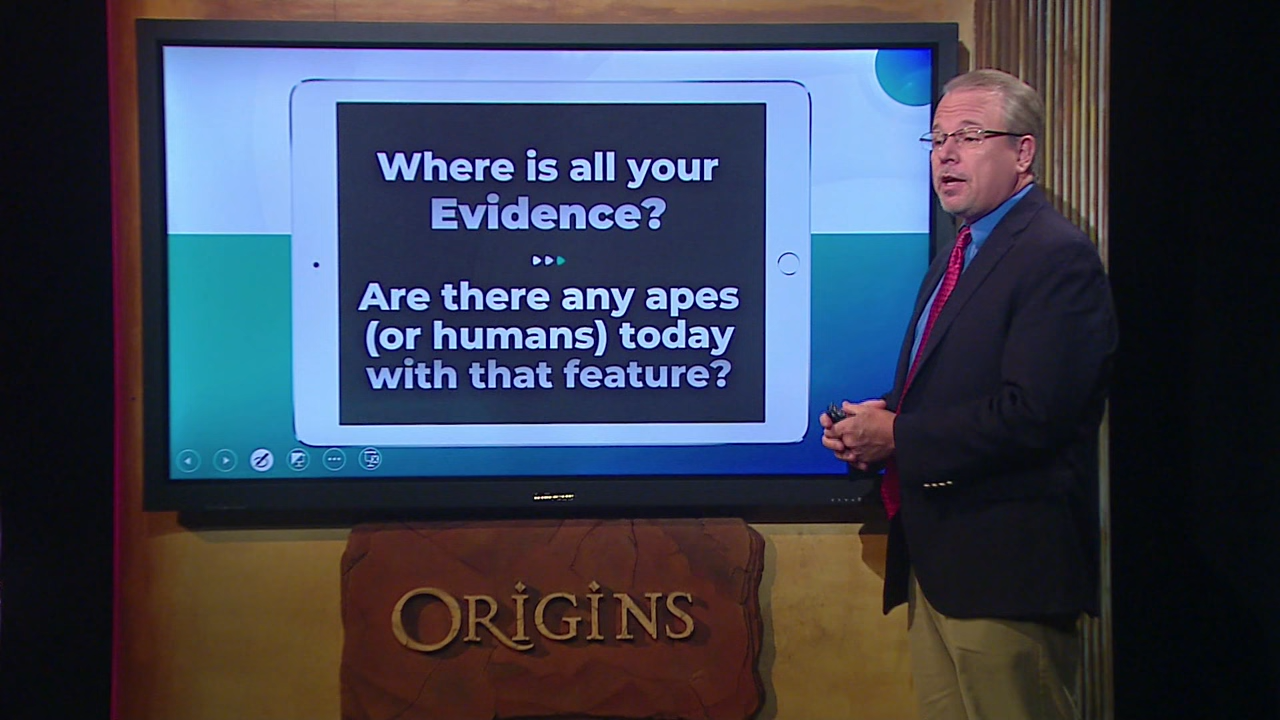 Where is all your
Evidence?
Are there any apes
(or humans) today
with that feature?
ORIGINS